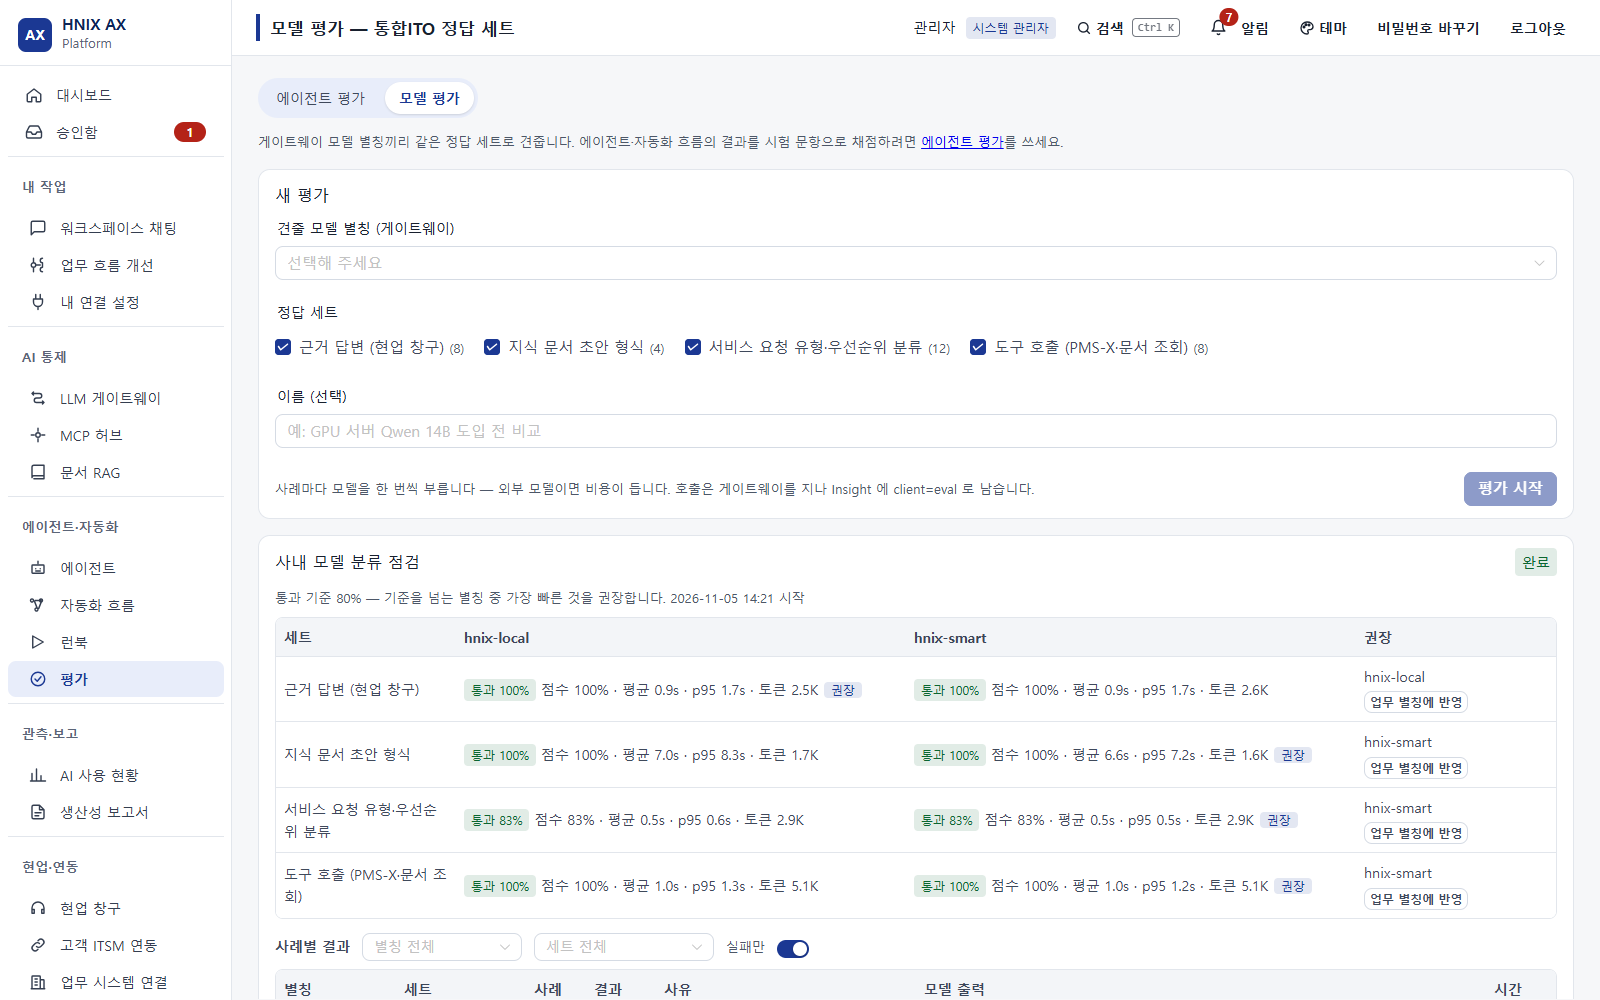 AX
HNIX AX
Platform
모델 평가 — 통합ITO 정답 세트
관리자
시스템 관리자
검색
Ctrl K
7
알림
테마
비밀번호 바꾸기
로그아웃
대시보드
승인함
1
내 작업
워크스페이스 채팅
업무 흐름 개선
내 연결 설정
AI 통제
LLM 게이트웨이
MCP 허브
문서 RAG
에이전트·자동화
에이전트
자동화 흐름
런북
평가
관측·보고
AI 사용 현황
생산성 보고서
현업·연동
현업 창구
고객 ITSM 연동
업무 시스템 연결
에이전트 평가
모델 평가
게이트웨이 모델 별칭끼리 같은 정답 세트로 견줍니다. 에이전트·자동화 흐름의 결과를 시험 문항으로 채점하려면 에이전트 평가를 쓰세요.
새 평가
견줄 모델 별칭 (게이트웨이)
선택해 주세요
정답 세트
근거 답변 (현업 창구) (8)
지식 문서 초안 형식 (4)
서비스 요청 유형·우선순위 분류 (12)
도구 호출 (PMS-X·문서 조회) (8)
이름 (선택)
예: GPU 서버 Qwen 14B 도입 전 비교
사례마다 모델을 한 번씩 부릅니다 — 외부 모델이면 비용이 듭니다. 호출은 게이트웨이를 지나 Insight 에 client=eval 로 남습니다.
평가 시작
사내 모델 분류 점검
완료
통과 기준 80% — 기준을 넘는 별칭 중 가장 빠른 것을 권장합니다. 2026-11-05 14:21 시작
세트
hnix-local
hnix-smart
권장
근거 답변 (현업 창구)
통과 100% 점수 100% · 평균 0.9s · p95 1.7s · 토큰 2.5K 권장
통과 100% 점수 100% · 평균 0.9s · p95 1.7s · 토큰 2.6K
hnix-local
업무 별칭에 반영
지식 문서 초안 형식
통과 100% 점수 100% · 평균 7.0s · p95 8.3s · 토큰 1.7K
통과 100% 점수 100% · 평균 6.6s · p95 7.2s · 토큰 1.6K 권장
hnix-smart
업무 별칭에 반영
서비스 요청 유형·우선순
위 분류
통과 83% 점수 83% · 평균 0.5s · p95 0.6s · 토큰 2.9K
통과 83% 점수 83% · 평균 0.5s · p95 0.5s · 토큰 2.9K 권장
hnix-smart
업무 별칭에 반영
도구 호출 (PMS-X·문서 조
회)
통과 100% 점수 100% · 평균 1.0s · p95 1.3s · 토큰 5.1K
통과 100% 점수 100% · 평균 1.0s · p95 1.2s · 토큰 5.1K 권장
hnix-smart
업무 별칭에 반영
사례별 결과
별칭 전체
세트 전체
실패만
별칭
세트
사례
결과
사유
모델 출력
시간